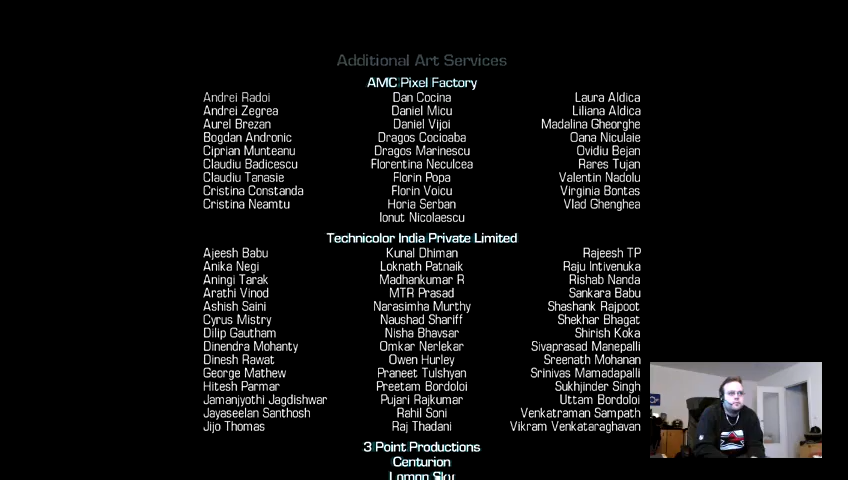 Additional Art Services
AMC Pixel Factory
Andrei Radoi Dan Cocina Laura Aldica
Andrei Zegrea Daniel Micu Liliana Aldica
Aurel Brezan Daniel Vijoi Madalina Gheorghe
Bogdan Andronic Dragos Cocioaba Oana Niculaie
Ciprian Munteanu Dragos Marinescu Ovidiu Bejan
Claudiu Badicescu Florentina Neculcea Rares Tujan
Claudiu Tanasie Florin Popa Valentin Nadolu
Cristina Constanda Florin Voicu Virginia Bontas
Cristina Neamtu Horia Serban Vlad Ghenghea
Ionut Nicolaescu
Technicolor India Private Limited
Ajeesh Babu Kunal Dhiman Rajeesh TP
Anika Negi Loknath Patnaik Raju Intivenuka
Aningi Tarak Madhankumar R Rishab Nanda
Arathi Vinod MTR Prasad Sankara Babu
Ashish Saini Narasimha Murthy Shashank Rajpoot
Cyrus Mistry Naushad Shariff Shekhar Bhagat
Dilip Gautham Nisha Bhavsar Shirish Koka
Dinendra Mohanty Omkar Nerlekar Sivaprasad Manepalli
Dinesh Rawat Owen Hurley Sreenath Mohanan
George Mathew Praneet Tulshyan Srinivas Mamadapalli
Hitesh Parmar Preetam Bordoloi Sukhjinder Singh
Jamanjyothi Jagdishwar Pujari Rajkumar Uttam Bordoloi
Jayaseelan Santhosh Rahil Soni Venkatraman Sampath
Jijo Thomas Raj Thadani Vikram Venkataraghavan
3 Point Productions
Centurion
Lomon Sky